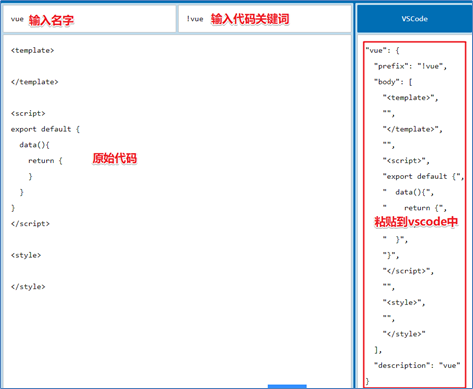 vue 输入名字
!vue 输入代码关键词
VSCode
<template>
</template>
<script>
export default {
data(){
return { 原始代码
}
}
}
</script>
<style>
</style>
"vue": {
"prefix": "!vue",
"body": [
"<template>",
"",
"</template>",
"",
"<script>",
"export default {",
"  data(){",
"    return {",
粘贴到vscode中
"  }",
"}",
"</script>",
"",
"<style>",
"",
"</style>"
],
"description": "vue"
}